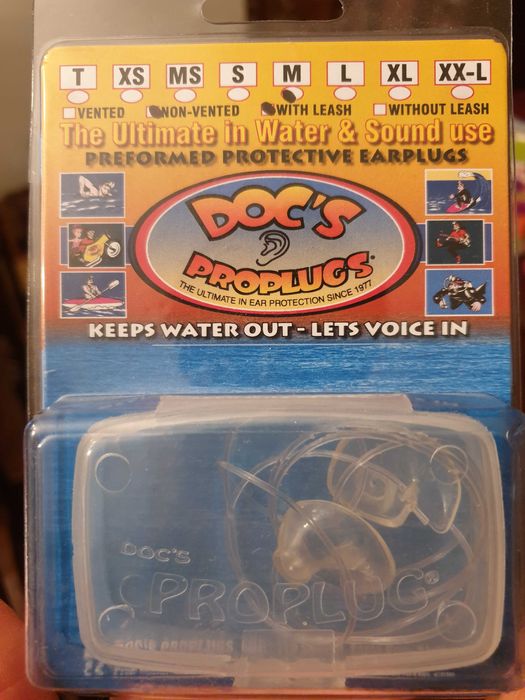 T XS MS S M L XL XX-L
VENTED NON-VENTED WITH LEASH WITHOUT LEASH
The Ultimate in Water & Sound use
PREFORMED PROTECTIVE EARPLUGS
DOC'S
PROPLUGS®
THE ULTIMATE IN EAR PROTECTION SINCE 1977
KEEPS WATER OUT - LETS VOICE IN
DOC'S
PROPLUG®